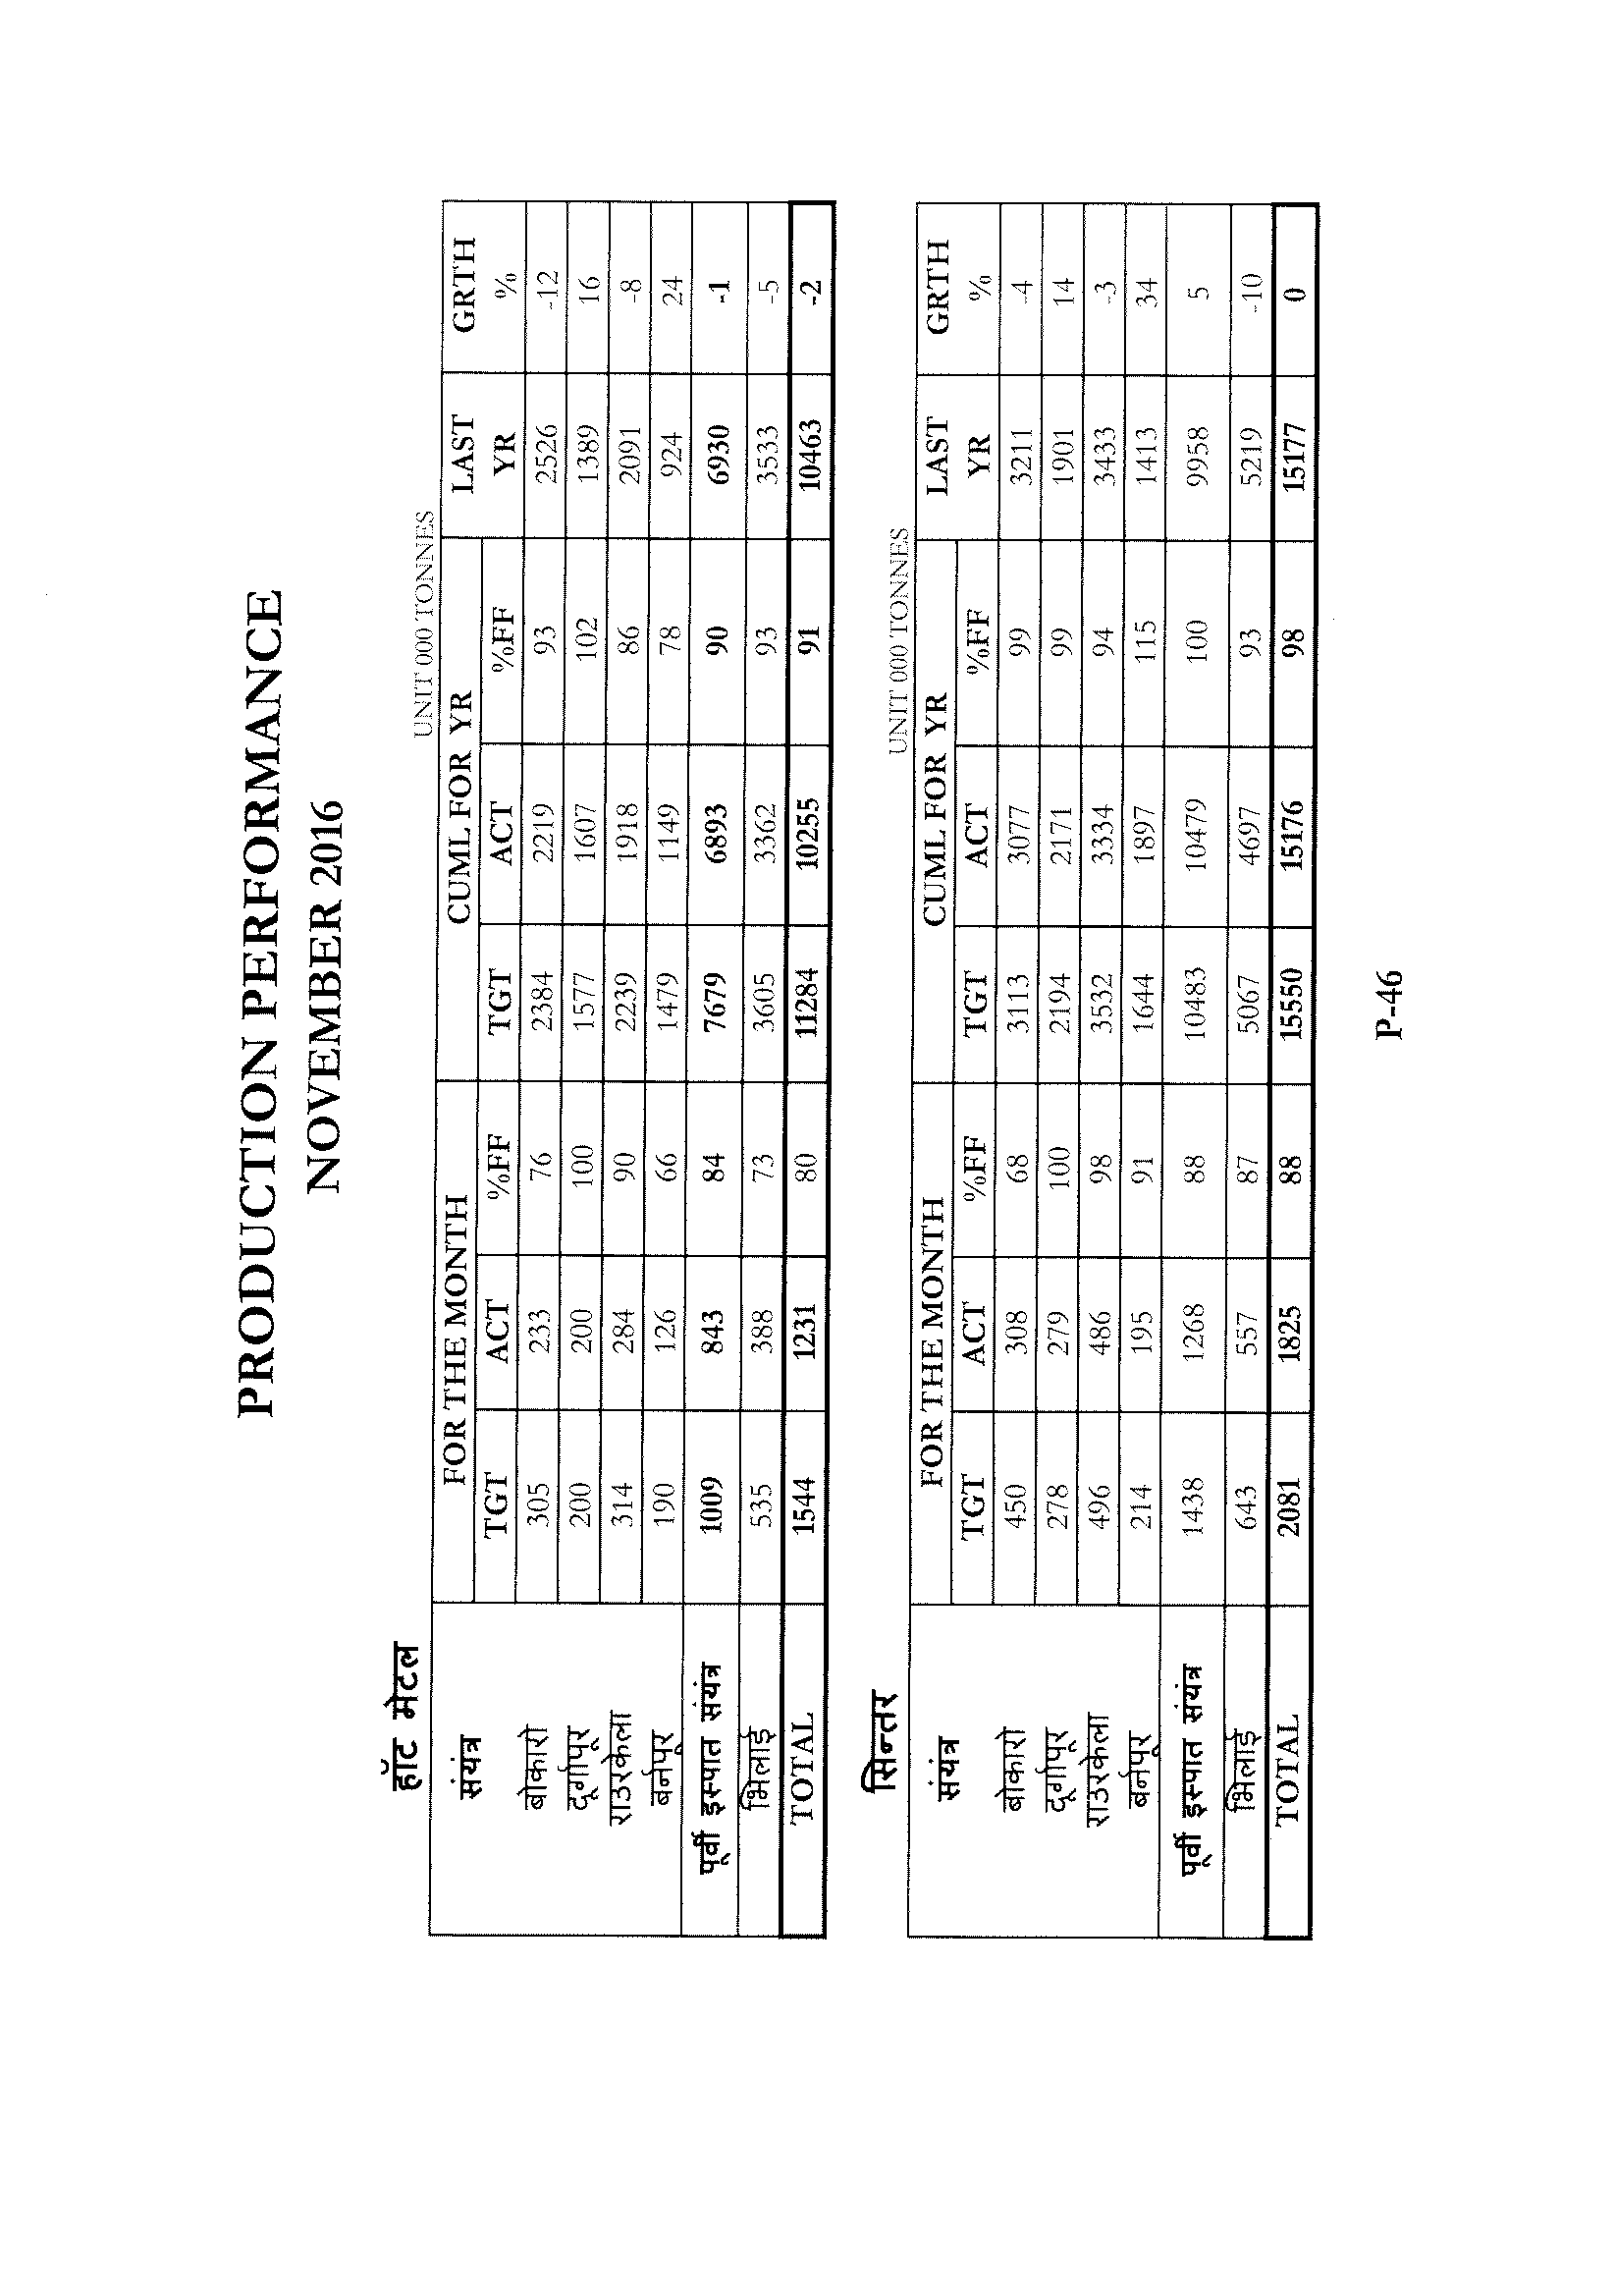 PRODUCTION PERFORMANCE
NOVEMBER 2016
हॉट मेटल
UNIT 000 TONNES
संयंत्र FOR THE MONTH CUML FOR YR LAST YR GRTH %
TGT ACT %FF TGT ACT %FF
बोकारो 305 233 76 2384 2219 93 2526 -12
दूर्गापूर 200 200 100 1577 1607 102 1389 16
राउरकेला 314 284 90 2239 1918 86 2091 -8
बर्नपूर 190 126 66 1479 1149 78 924 24
पूर्वी इस्पात संयंत्र 1009 843 84 7679 6893 90 6930 -1
भिलाई 535 388 73 3605 3362 93 3533 -5
TOTAL 1544 1231 80 11284 10255 91 10463 -2
सिन्तर
UNIT 000 TONNES
संयंत्र FOR THE MONTH CUML FOR YR LAST YR GRTH %
TGT ACT %FF TGT ACT %FF
बोकारो 450 308 68 3113 3077 99 3211 -4
दूर्गापूर 278 279 100 2194 2171 99 1901 14
राउरकेला 496 486 98 3532 3334 94 3433 -3
बर्नपूर 214 195 91 1644 1897 115 1413 34
पूर्वी इस्पात संयंत्र 1438 1268 88 10483 10479 100 9958 5
भिलाई 643 557 87 5067 4697 93 5219 -10
TOTAL 2081 1825 88 15550 15176 98 15177 0
P-46